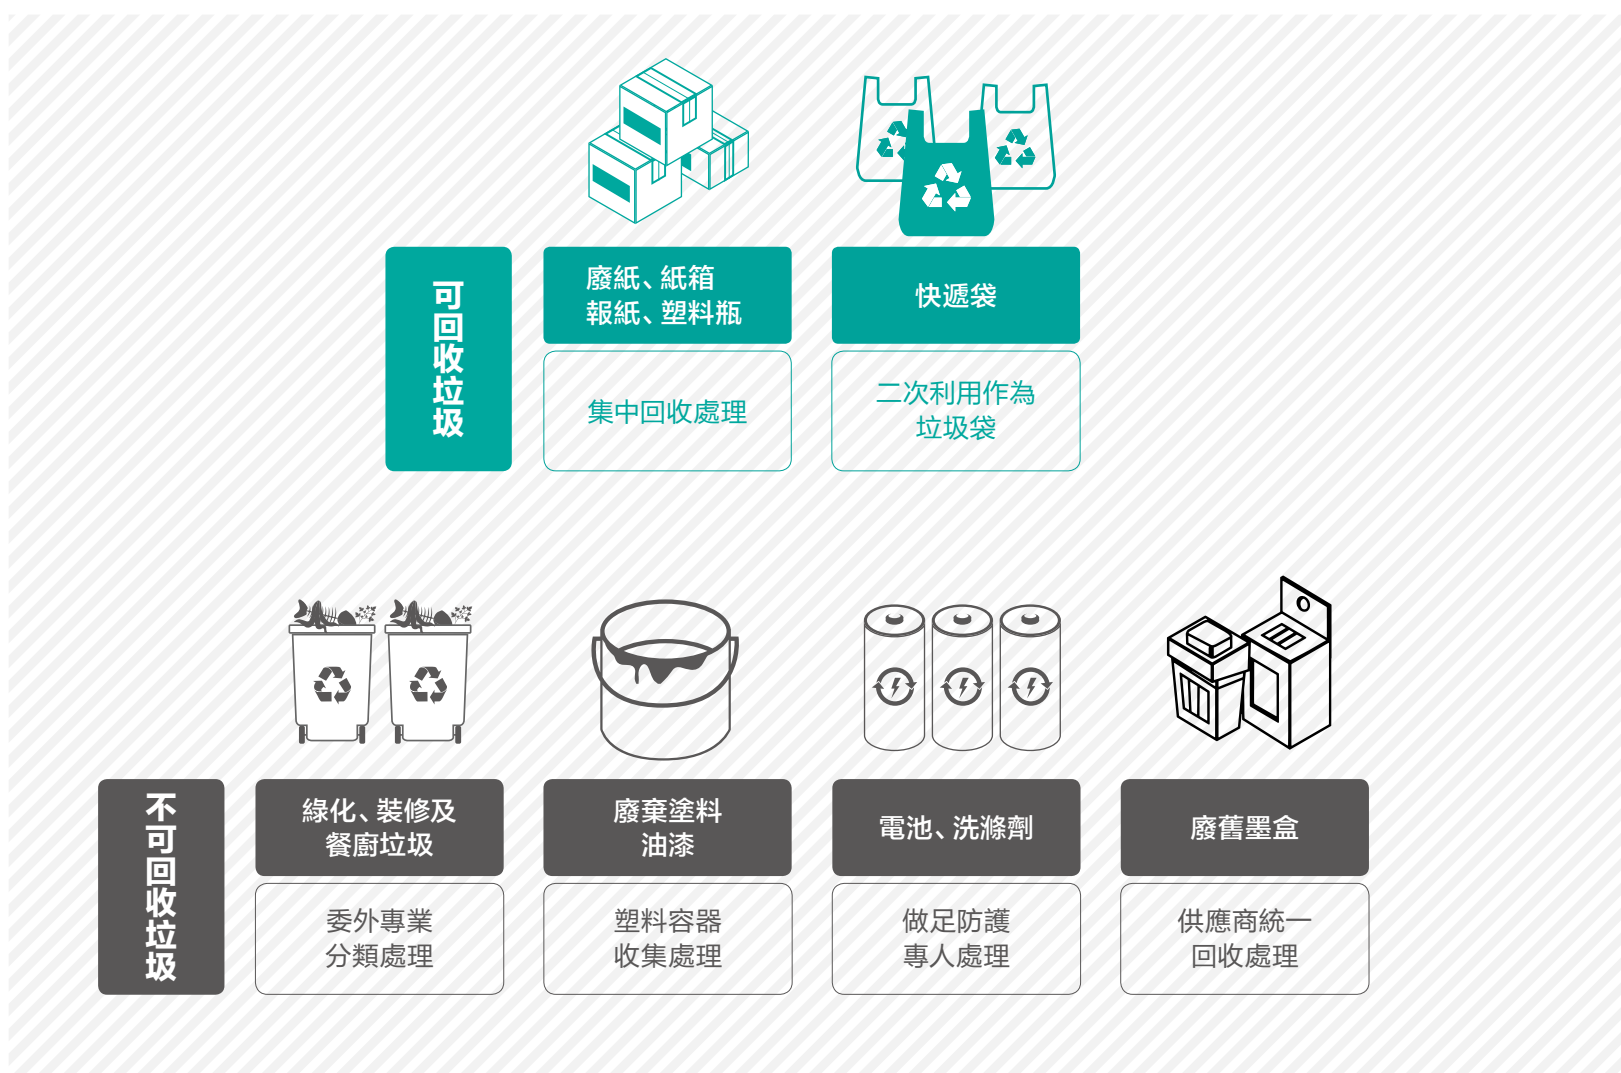 可回收垃圾
廢紙、紙箱
報紙、塑料瓶
集中回收處理
快遞袋
二次利用作為
垃圾袋
不可回收垃圾
綠化、裝修及
餐廚垃圾
委外專業
分類處理
廢棄塗料
油漆
塑料容器
收集處理
電池、洗滌劑
做足防護
專人處理
廢舊墨盒
供應商統一
回收處理